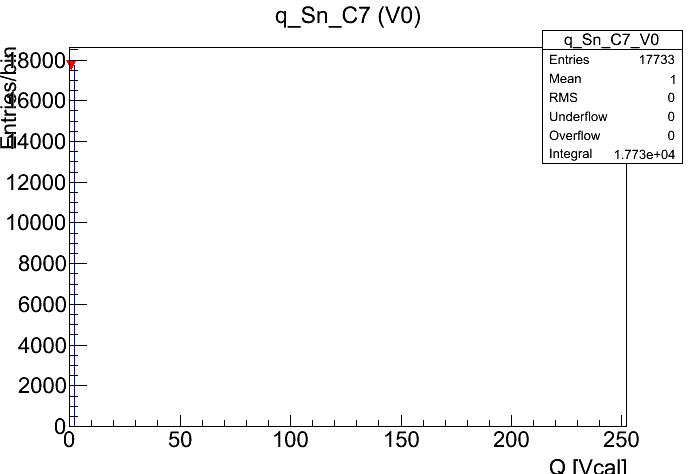 q_Sn_C7 (V0)
q_Sn_C7_V0
Entries 17733
Mean 1
RMS 0
Underflow 0
Overflow 0
Integral 1.773e+04
Entries/bin
18000
16000
14000
12000
10000
8000
6000
4000
2000
0
0 50 100 150 200 250
Q [Vcal]